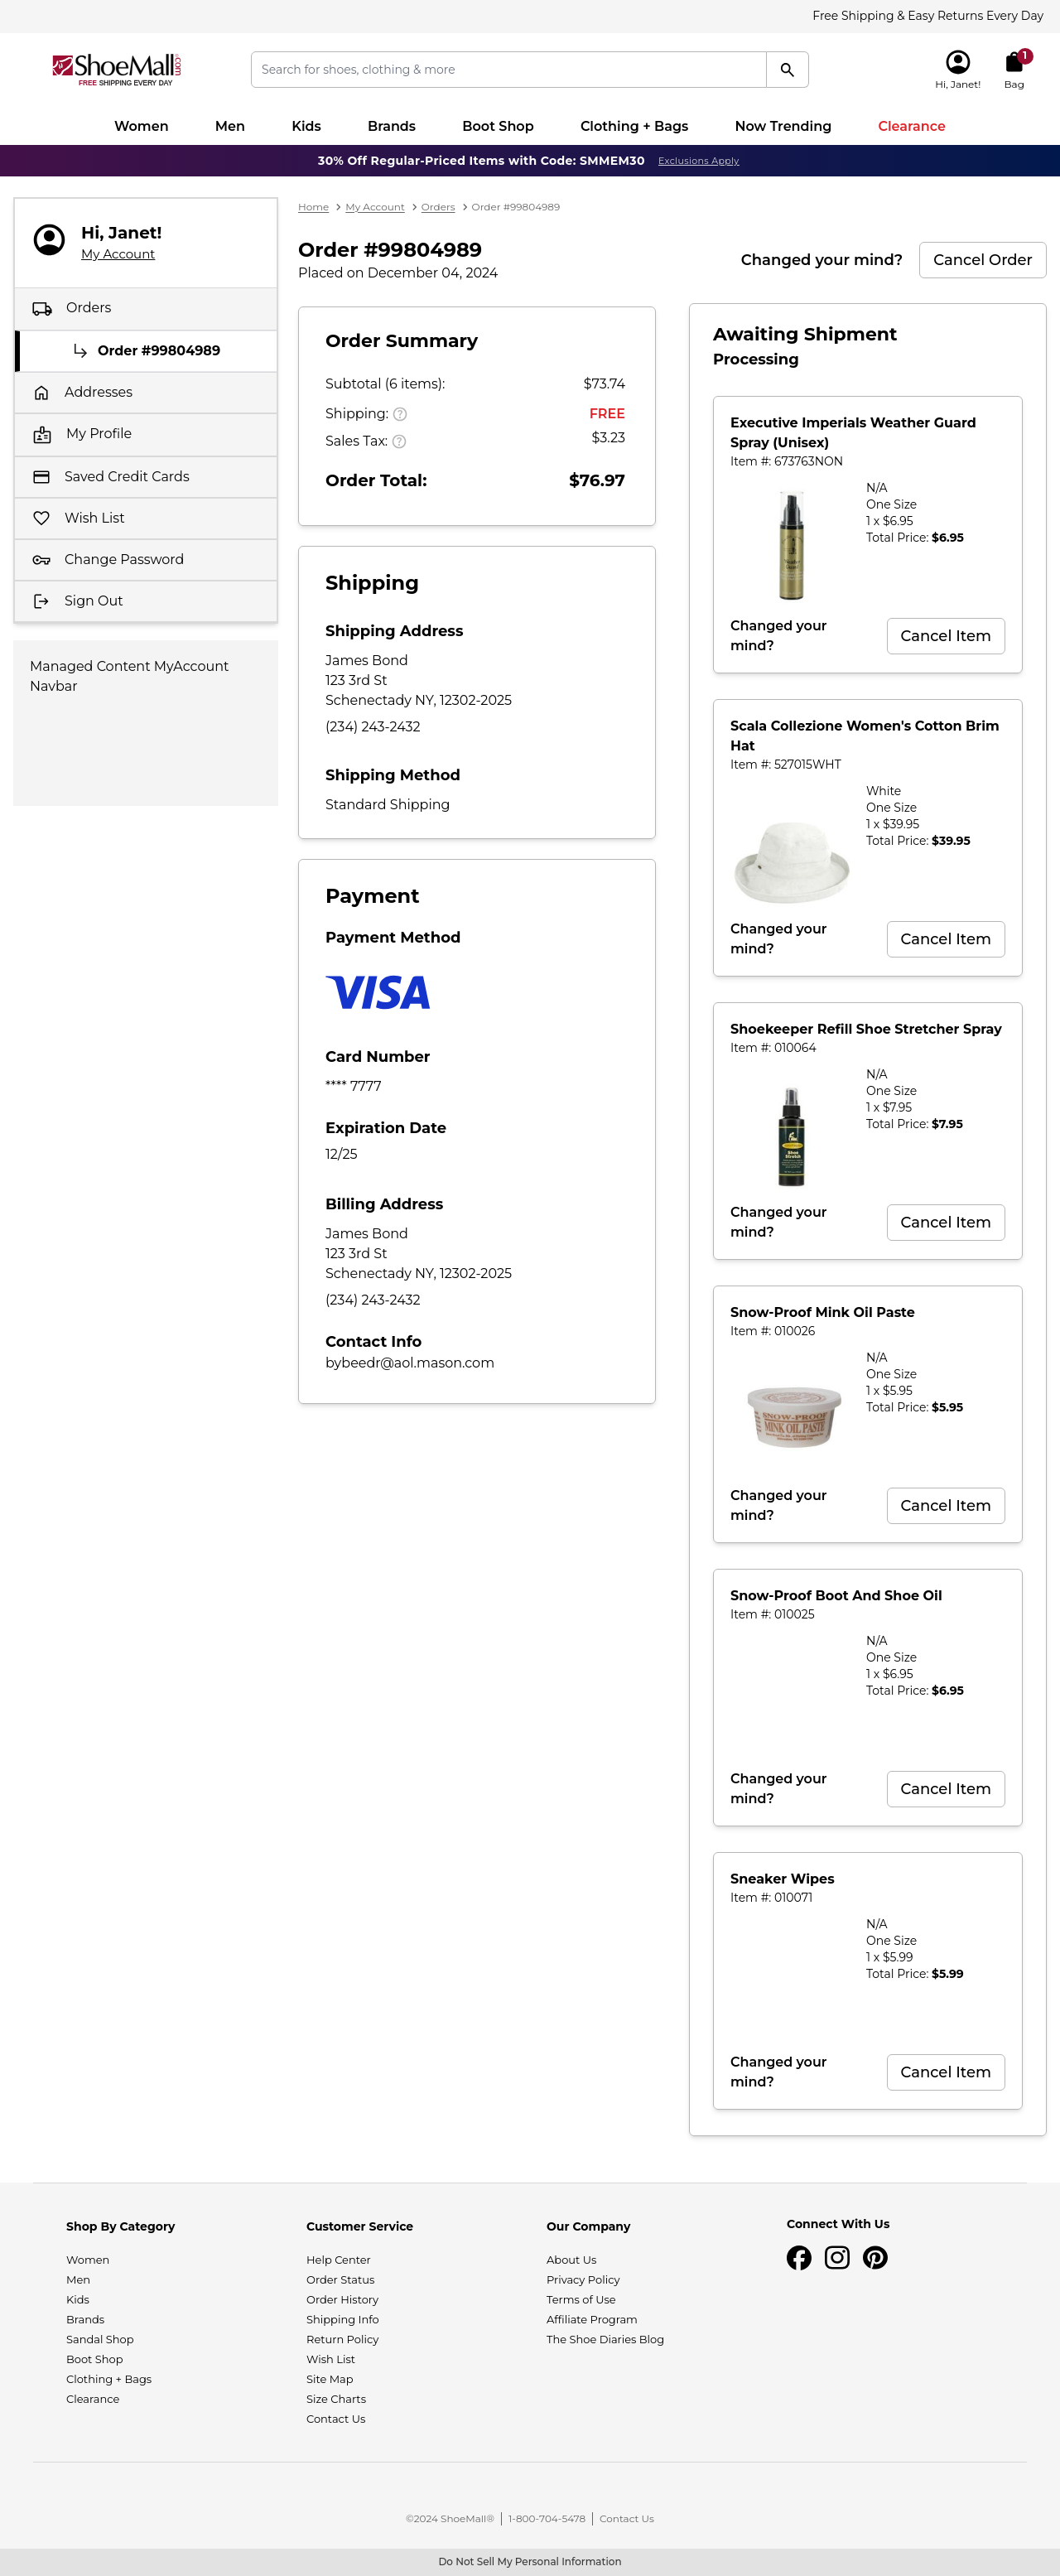 Free Shipping & Easy Returns Every Day
ShoeMall.com
FREE SHIPPING EVERY DAY
Search for shoes, clothing & more
Hi, Janet!
1
Bag
Women
Men
Kids
Brands
Boot Shop
Clothing + Bags
Now Trending
Clearance
30% Off Regular-Priced Items with Code: SMMEM30 Exclusions Apply
Hi, Janet!
My Account
Orders
Order #99804989
Addresses
My Profile
Saved Credit Cards
Wish List
Change Password
Sign Out
Managed Content MyAccount
Navbar
Home > My Account > Orders > Order #99804989
Order #99804989
Placed on December 04, 2024
Changed your mind?
Cancel Order
Order Summary
Subtotal (6 items): $73.74
Shipping: FREE
Sales Tax: $3.23
Order Total: $76.97
Shipping
Shipping Address
James Bond
123 3rd St
Schenectady NY, 12302-2025
(234) 243-2432
Shipping Method
Standard Shipping
Payment
Payment Method
VISA
Card Number
**** 7777
Expiration Date
12/25
Billing Address
James Bond
123 3rd St
Schenectady NY, 12302-2025
(234) 243-2432
Contact Info
bybeedr@aol.mason.com
Awaiting Shipment
Processing
Executive Imperials Weather Guard
Spray (Unisex)
Item #: 673763NON
N/A
One Size
1 x $6.95
Total Price: $6.95
Changed your
mind?
Cancel Item
Scala Collezione Women's Cotton Brim
Hat
Item #: 527015WHT
White
One Size
1 x $39.95
Total Price: $39.95
Changed your
mind?
Cancel Item
Shoekeeper Refill Shoe Stretcher Spray
Item #: 010064
N/A
One Size
1 x $7.95
Total Price: $7.95
Shoe
Stretch
Changed your
mind?
Cancel Item
Snow-Proof Mink Oil Paste
Item #: 010026
N/A
One Size
1 x $5.95
Total Price: $5.95
SNOW-PROOF
MINK OIL PASTE
Changed your
mind?
Cancel Item
Snow-Proof Boot And Shoe Oil
Item #: 010025
N/A
One Size
1 x $6.95
Total Price: $6.95
Changed your
mind?
Cancel Item
Sneaker Wipes
Item #: 010071
N/A
One Size
1 x $5.99
Total Price: $5.99
Changed your
mind?
Cancel Item
Shop By Category
Women
Men
Kids
Brands
Sandal Shop
Boot Shop
Clothing + Bags
Clearance
Customer Service
Help Center
Order Status
Order History
Shipping Info
Return Policy
Wish List
Site Map
Size Charts
Contact Us
Our Company
About Us
Privacy Policy
Terms of Use
Affiliate Program
The Shoe Diaries Blog
Connect With Us
©2024 ShoeMall® | 1-800-704-5478 | Contact Us
Do Not Sell My Personal Information